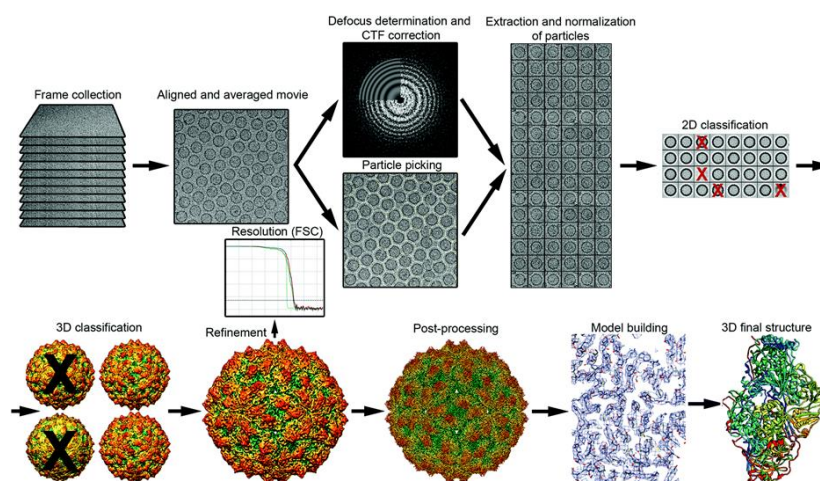 Defocus determination and
CTF correction
Extraction and normalization
of particles
Frame collection
Aligned and averaged movie
2D classification
Particle picking
Resolution (FSC)
3D classification
Refinement
Post-processing
Model building
3D final structure